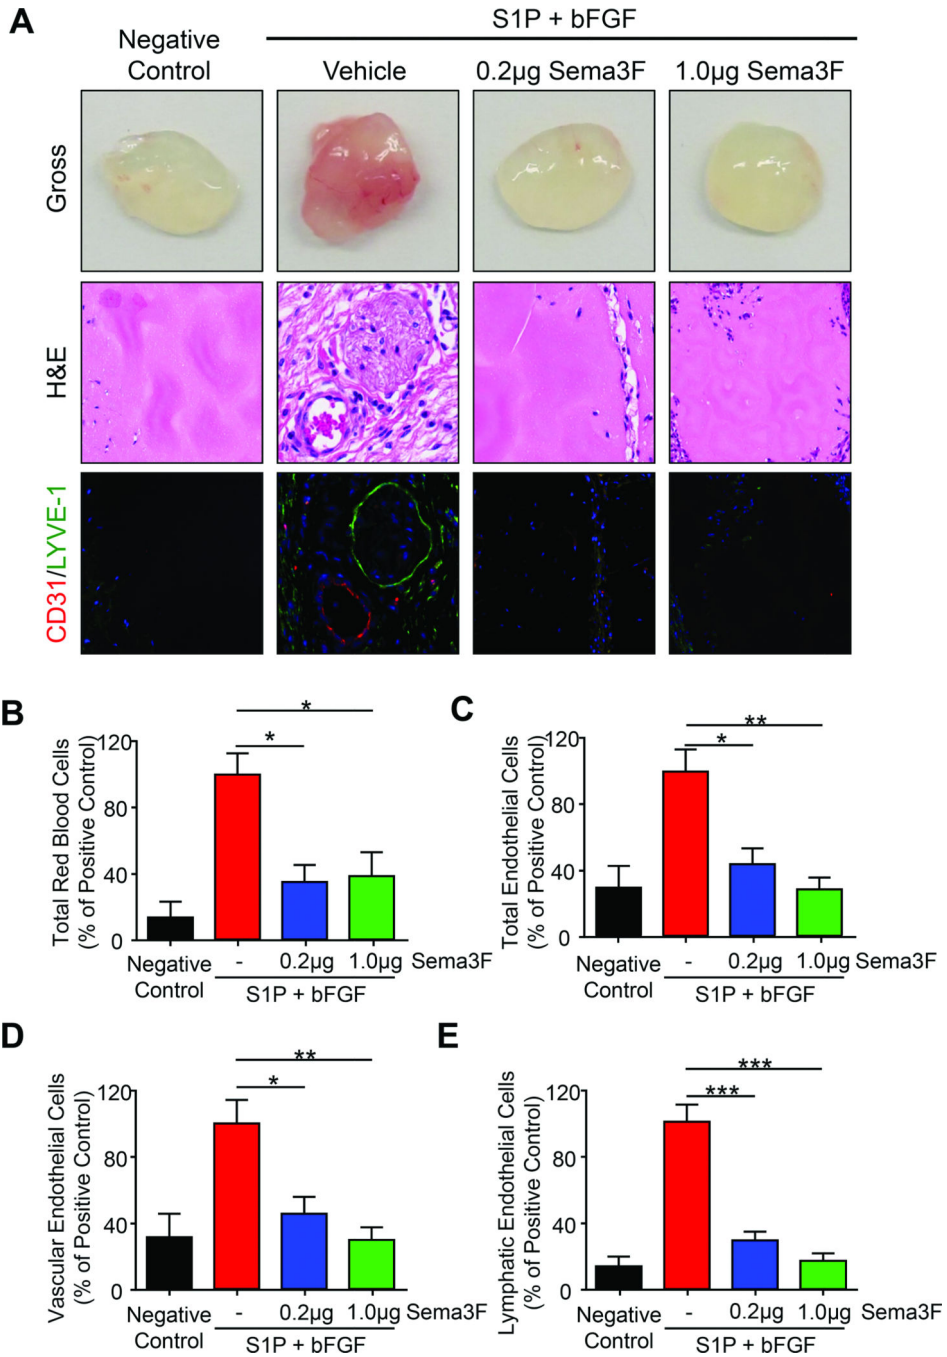 A
S1P + bFGF
Negative
Control
Vehicle
0.2µg Sema3F
1.0µg Sema3F
Gross
H&E
CD31/LYVE-1
B
Total Red Blood Cells
(% of Positive Control)
120
80
40
0
*
*
Negative
Control
- 0.2µg 1.0µg Sema3F
S1P + bFGF
C
Total Endothelial Cells
(% of Positive Control)
120
80
40
0
**
*
Negative
Control
- 0.2µg 1.0µg Sema3F
S1P + bFGF
D
Vascular Endothelial Cells
(% of Positive Control)
120
80
40
0
**
*
Negative
Control
- 0.2µg 1.0µg Sema3F
S1P + bFGF
E
Lymphatic Endothelial Cells
(% of Positive Control)
120
80
40
0
***
***
Negative
Control
- 0.2µg 1.0µg Sema3F
S1P + bFGF